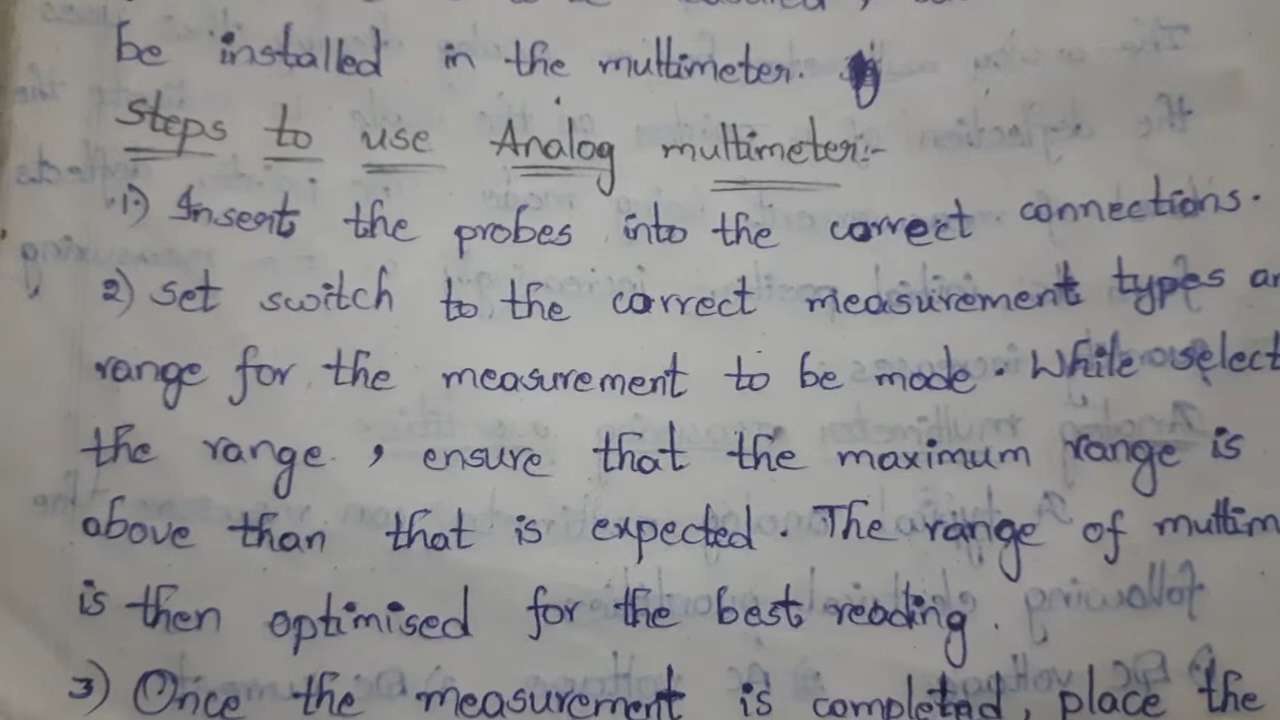 be installed in the multimeter.
Steps to use Analog multimeter:-
1) Insert the probes into the correct connections.
2) Set switch to the correct measurement types an
range for the measurement to be made. While select
the range, ensure that the maximum range is
above than that is expected. The range of multim
is then optimised for the best reading.
3) Once the measurement is completed, place the